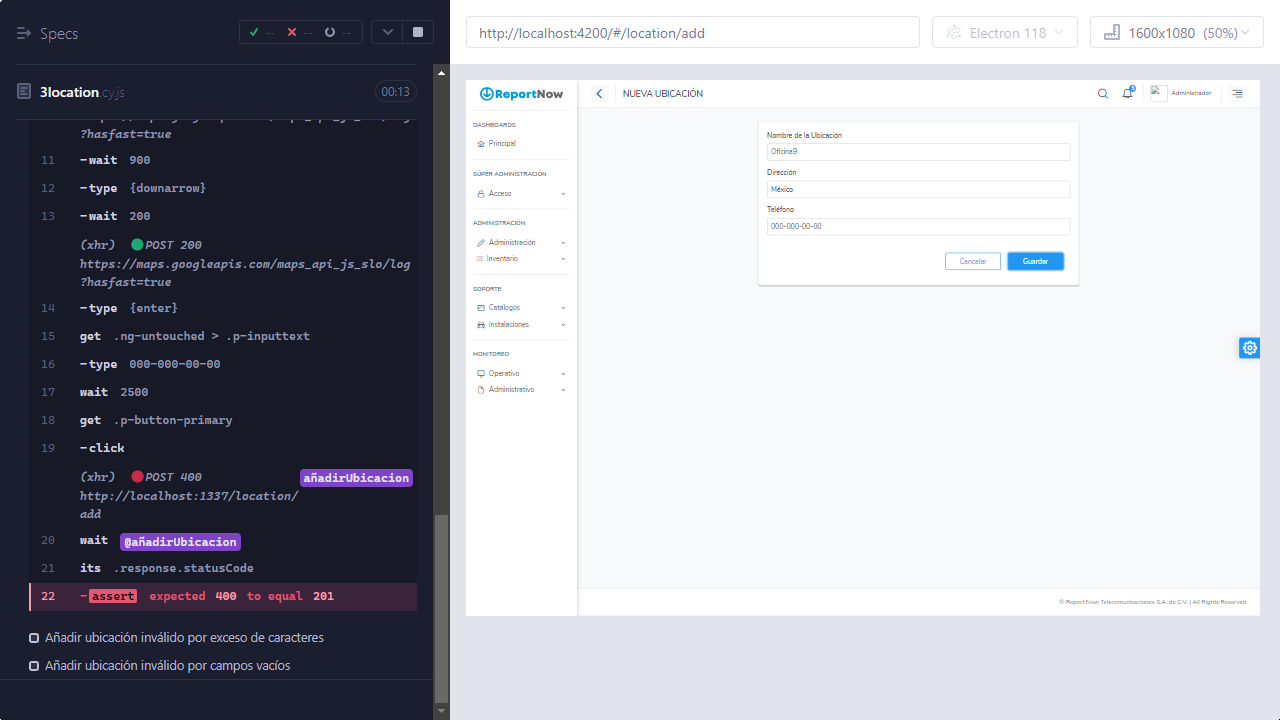 Specs
-- -- --
3location.cy.js
00:13
?hasfast=true
11 -wait 900
12 -type {downarrow}
13 -wait 200
(xhr) POST 200
https://maps.googleapis.com/maps_api_js_slo/log
?hasfast=true
14 -type {enter}
15 get .ng-untouched > .p-inputtext
16 -type 000-000-00-00
17 wait 2500
18 get .p-button-primary
19 -click
(xhr) POST 400 añadirUbicacion
http://localhost:1337/location/
add
20 wait @añadirUbicacion
21 its .response.statusCode
22 -assert expected 400 to equal 201
Añadir ubicación inválido por exceso de caracteres
Añadir ubicación inválido por campos vacíos
http://localhost:4200/#/location/add
Electron 118
1600x1080 (50%)
ReportNow
DASHBOARDS
Principal
SÚPER ADMINISTRACIÓN
Acceso
ADMINISTRACIÓN
Administración
Inventario
SOPORTE
Catálogos
Instalaciones
MONITOREO
Operativo
Administrativo
NUEVA UBICACIÓN
Administrador
Nombre de la Ubicación
Oficina9
Dirección
México
Teléfono
000-000-00-00
Cancelar
Guardar
© Report Now Telecomunicaciones S.A. de C.V. | All Rights Reserved